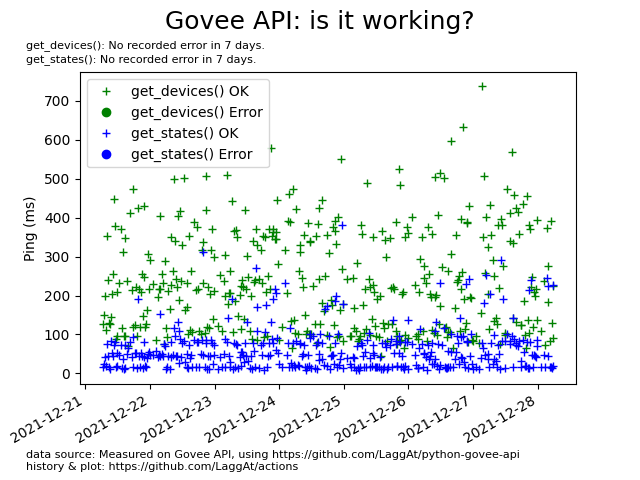 Govee API: is it working?
get_devices(): No recorded error in 7 days.
get_states(): No recorded error in 7 days.
get_devices() OK
get_devices() Error
get_states() OK
get_states() Error
Ping (ms)
700
600
500
400
300
200
100
0
2021-12-21
2021-12-22
2021-12-23
2021-12-24
2021-12-25
2021-12-26
2021-12-27
2021-12-28
data source: Measured on Govee API, using https://github.com/LaggAt/python-govee-api
history & plot: https://github.com/LaggAt/actions